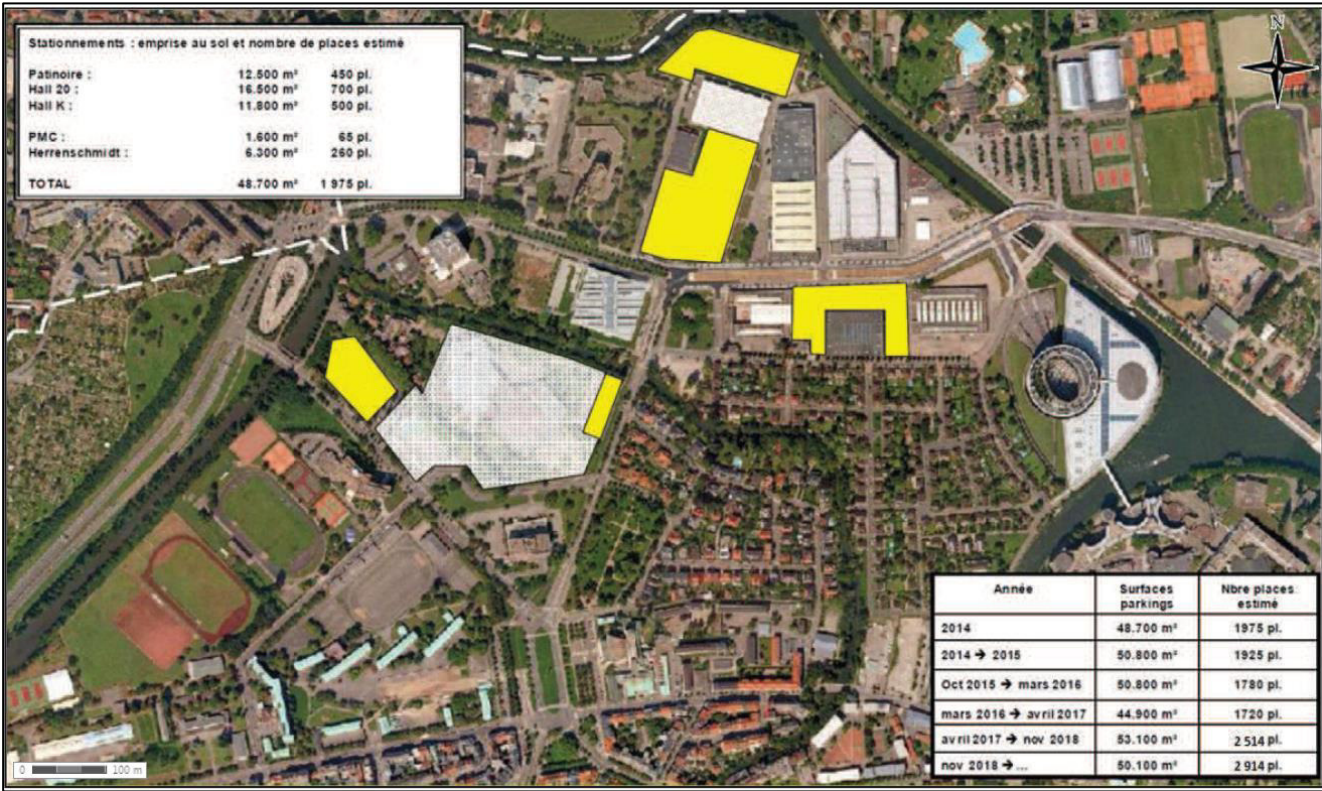 Stationnements : emprise au sol et nombre de places estimé
Patinoire : 12.500 m² 450 pl.
Hall 20 : 16.500 m² 700 pl.
Hall K : 11.800 m² 500 pl.
PMC : 1.600 m² 65 pl.
Herrenschmidt : 6.300 m² 260 pl.
TOTAL 48.700 m² 1 975 pl.
N
Année Surfaces parkings Nbre places estimé
2014 48.700 m² 1975 pl.
2014 → 2015 50.800 m² 1925 pl.
Oct 2015 → mars 2016 50.800 m² 1780 pl.
mars 2016 → avril 2017 44.900 m² 1720 pl.
avril 2017 → nov 2018 53.100 m² 2 514 pl.
nov 2018 → ... 50.100 m² 2 914 pl.
0 100 m